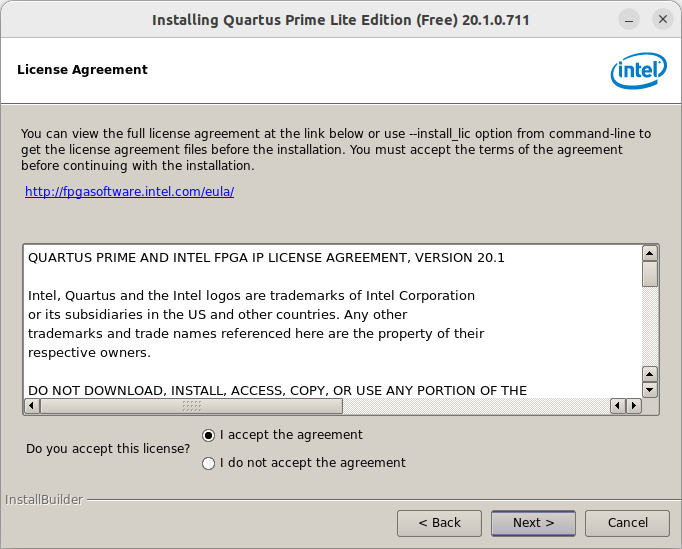 Installing Quartus Prime Lite Edition (Free) 20.1.0.711
License Agreement
intel
You can view the full license agreement at the link below or use --install_lic option from command-line to
get the license agreement files before the installation. You must accept the terms of the agreement
before continuing with the installation.
http://fpgasoftware.intel.com/eula/
QUARTUS PRIME AND INTEL FPGA IP LICENSE AGREEMENT, VERSION 20.1
Intel, Quartus and the Intel logos are trademarks of Intel Corporation
or its subsidiaries in the US and other countries. Any other
trademarks and trade names referenced here are the property of their
respective owners.
DO NOT DOWNLOAD, INSTALL, ACCESS, COPY, OR USE ANY PORTION OF THE
Do you accept this license?
I accept the agreement
I do not accept the agreement
InstallBuilder
< Back
Next >
Cancel